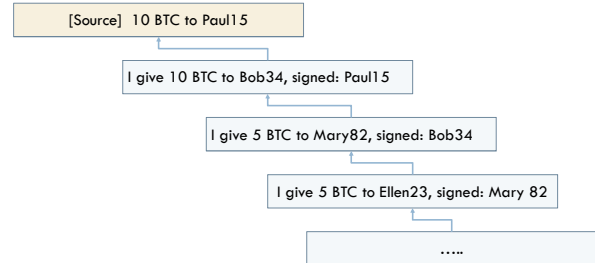 [Source] 10 BTC to Paul15
I give 10 BTC to Bob34, signed: Paul15
I give 5 BTC to Mary82, signed: Bob34
I give 5 BTC to Ellen23, signed: Mary 82
.....